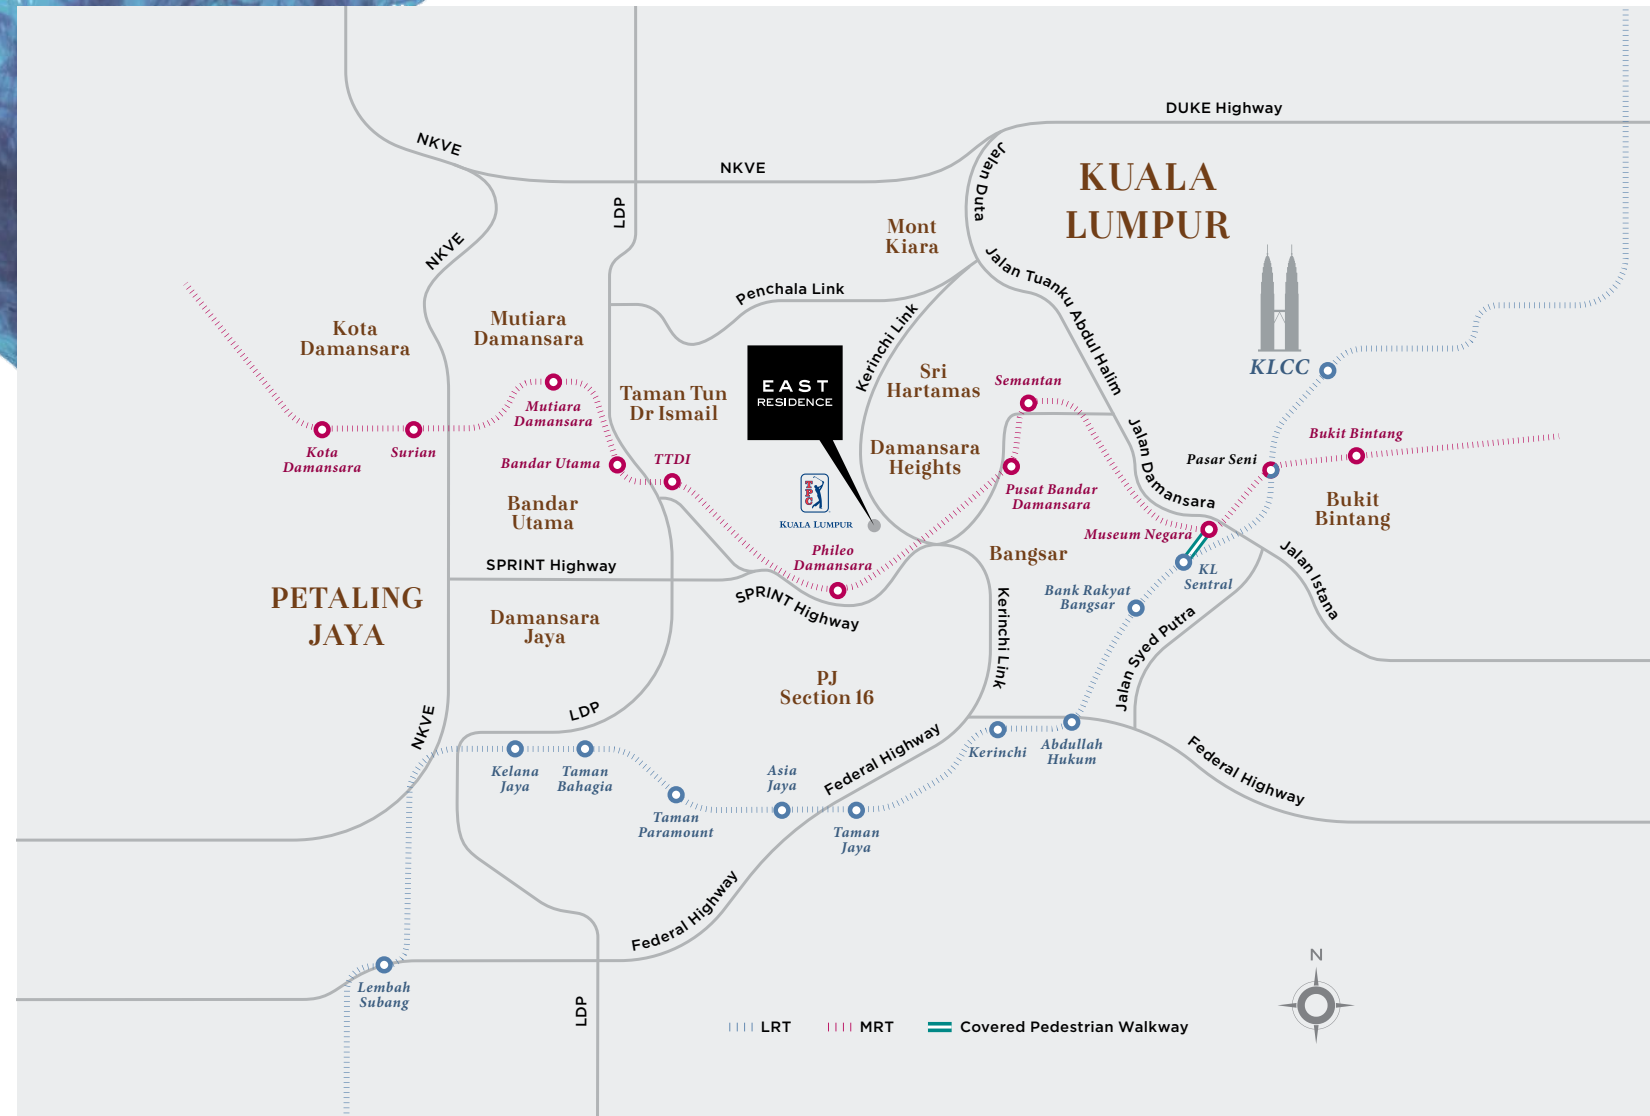 DUKE Highway
NKVE
NKVE
Jalan Duta
KUALA
LUMPUR
LDP
Mont
Kiara
NKVE
Jalan Tuanku Abdul Halim
Penchala Link
Kota
Damansara
Mutiara
Damansara
Kerinchi Link
KLCC
EAST
RESIDENCE
Sri
Hartamas
Semantan
Taman Tun
Dr Ismail
Mutiara
Damansara
Kota
Damansara
Surian
Bandar Utama
TTDI
Damansara
Heights
Jalan Damansara
Bukit Bintang
Pasar Seni
Pusat Bandar
Damansara
Bukit
Bintang
Bandar
Utama
KUALA LUMPUR
Museum Negara
Phileo
Damansara
Bangsar
Jalan Istana
SPRINT Highway
KL
Sentral
Bank Rakyat
Bangsar
PETALING
JAYA
SPRINT Highway
Damansara
Jaya
Kerinchi Link
Jalan Syed Putra
PJ
Section 16
LDP
NKVE
Federal Highway
Kerinchi
Abdullah
Hukum
Federal Highway
Kelana
Jaya
Taman
Bahagia
Asia
Jaya
Taman
Paramount
Taman
Jaya
Federal Highway
Lembah
Subang
LDP
N
LRT
MRT
Covered Pedestrian Walkway